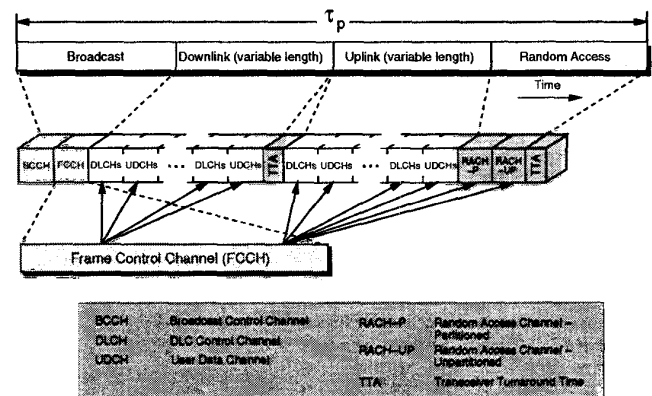 τp
Broadcast Downlink (variable length) Uplink (variable length) Random Access
Time
BCCH FCCH DLCHs UDCHs ... DLCHs UDCHs TTA DLCHs UDCHs ... DLCHs UDCHs RACH -P RACH -UP TTA
Frame Control Channel (FCCH)
BCCH Broadcast Control Channel
DLCH DLC Control Channel
UDCH User Data Channel
RACH-P Random Access Channel – Partitioned
RACH-UP Random Access Channel – Unpartitioned
TTA Transceiver Turnaround Time